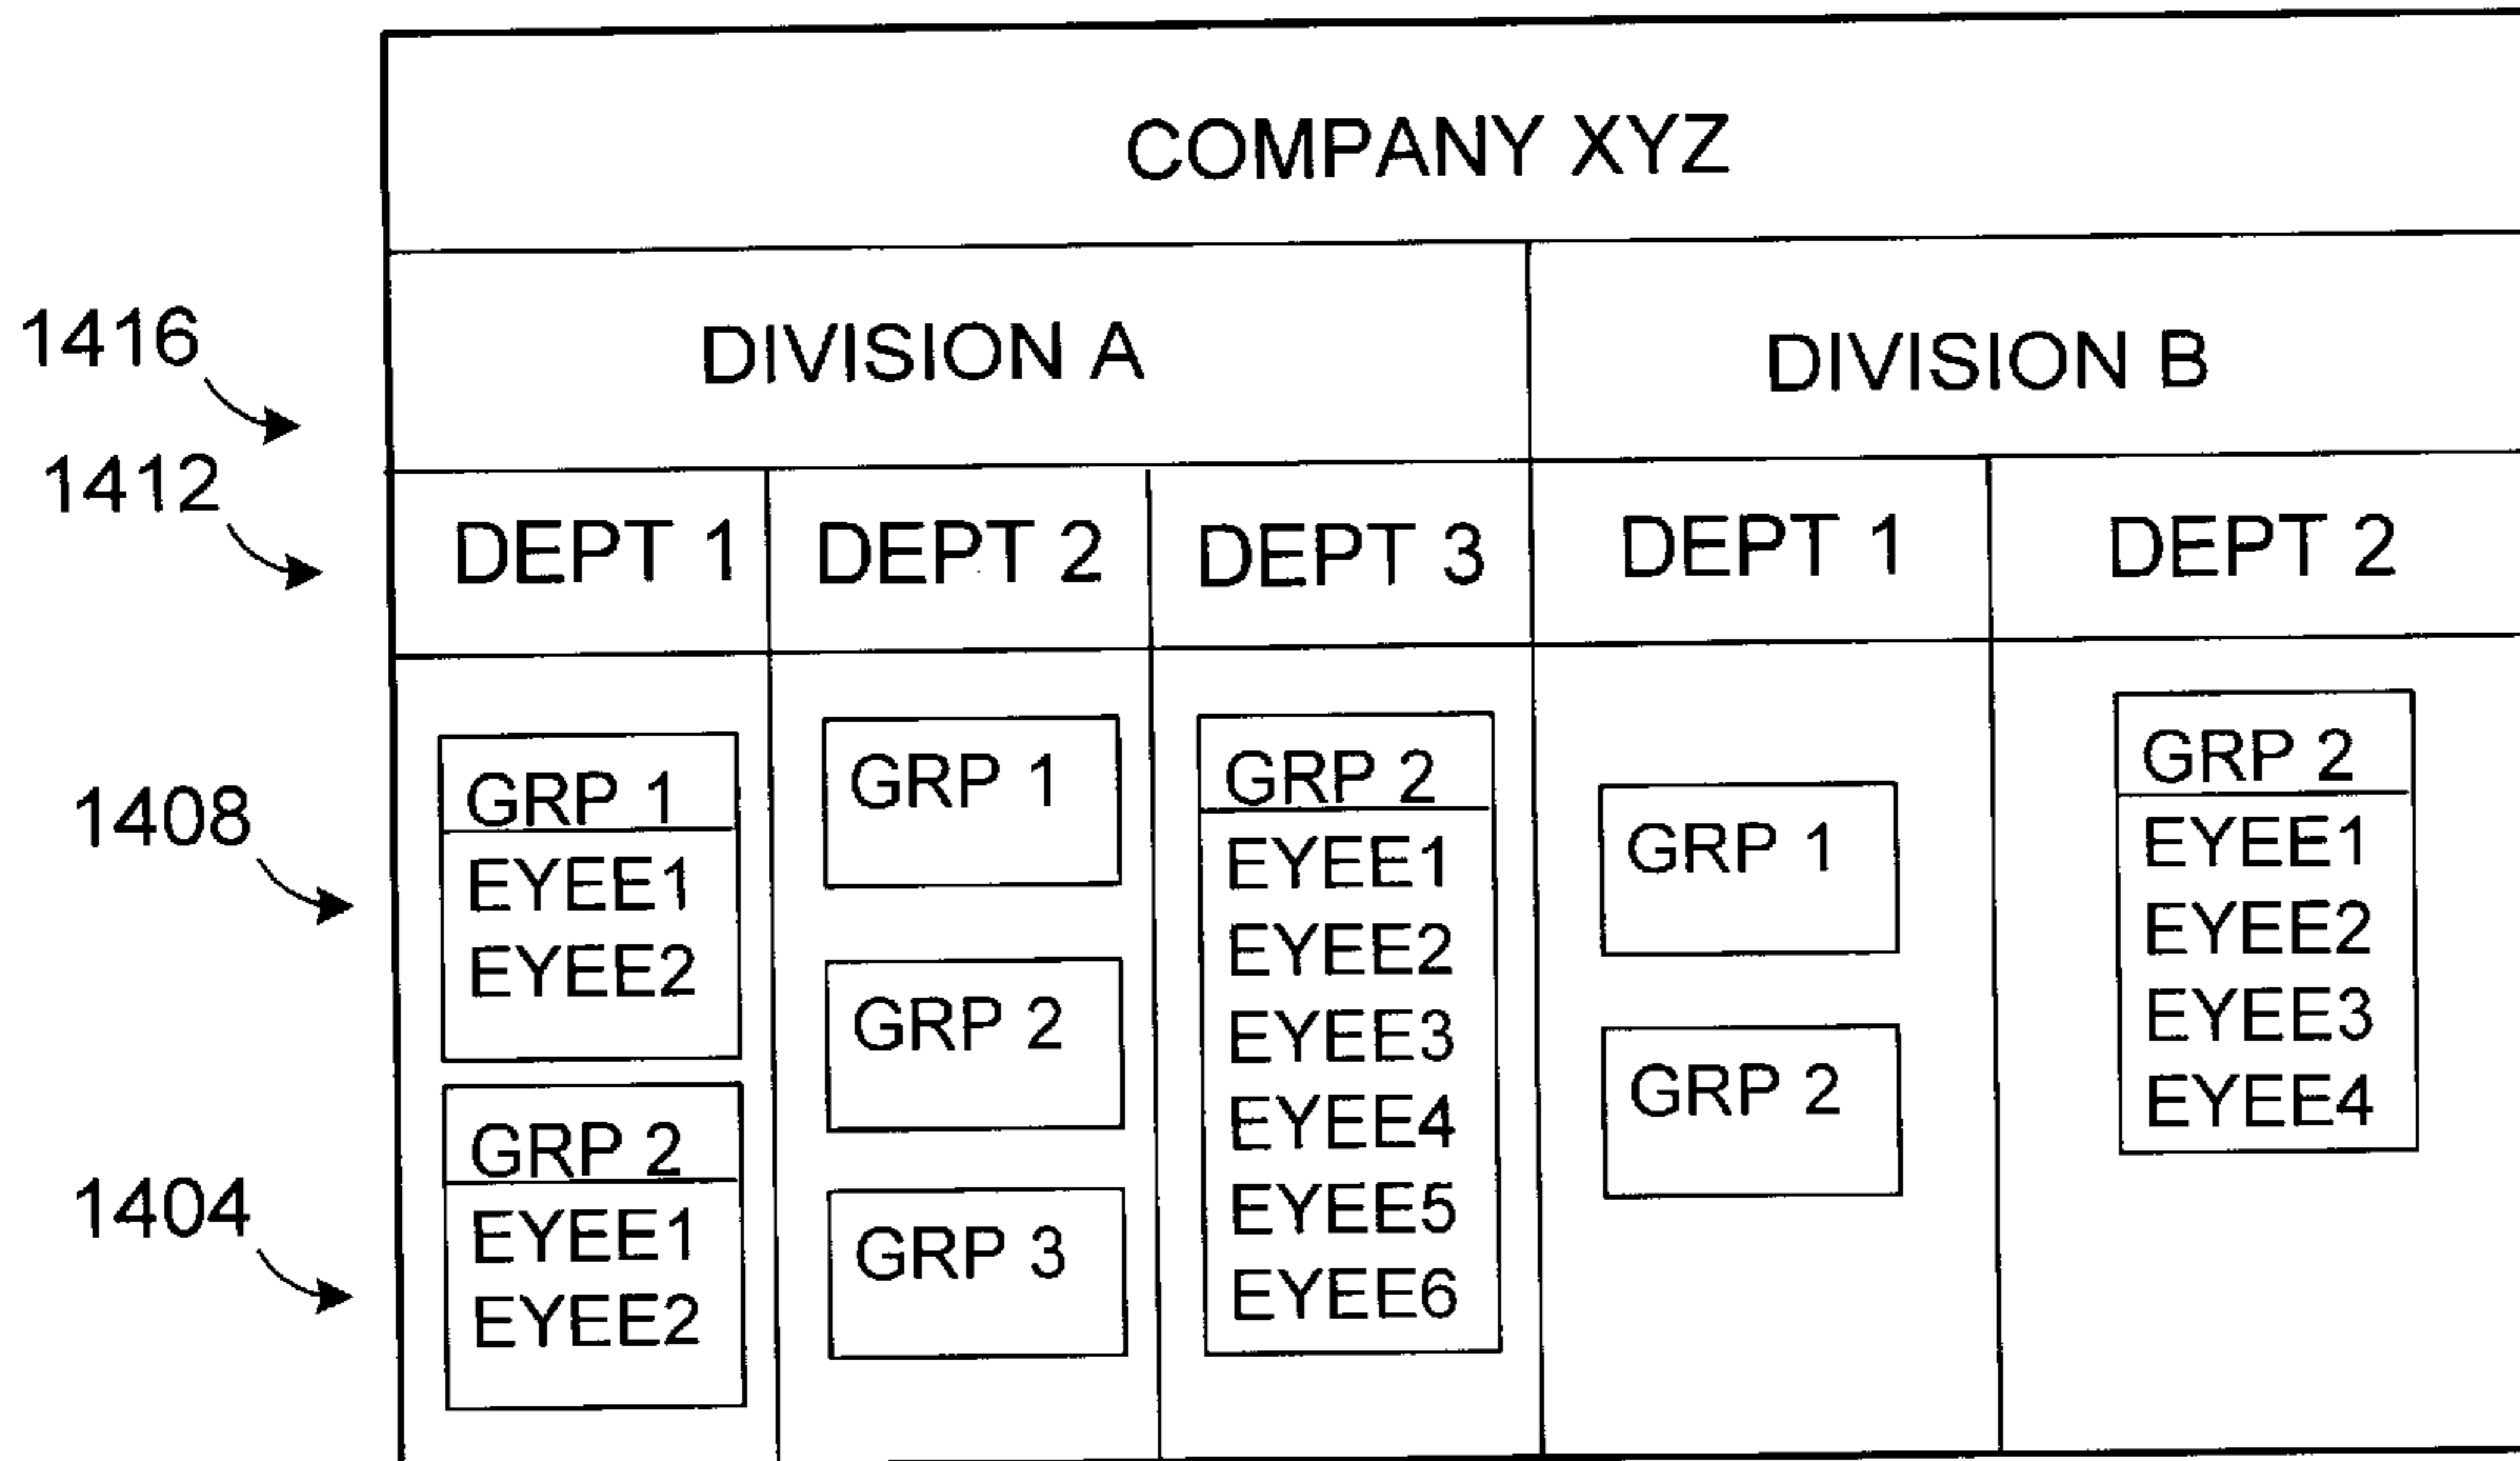 COMPANY XYZ
1416
DIVISION A
DIVISION B
1412
DEPT 1
DEPT 2
DEPT 3
DEPT 1
DEPT 2
1408
GRP 1
EYEE1
EYEE2
GRP 1
GRP 2
EYEE1
EYEE2
EYEE3
EYEE4
EYEE5
EYEE6
GRP 1
GRP 2
EYEE1
EYEE2
EYEE3
EYEE4
1404
GRP 2
EYEE1
EYEE2
GRP 2
GRP 3
GRP 2